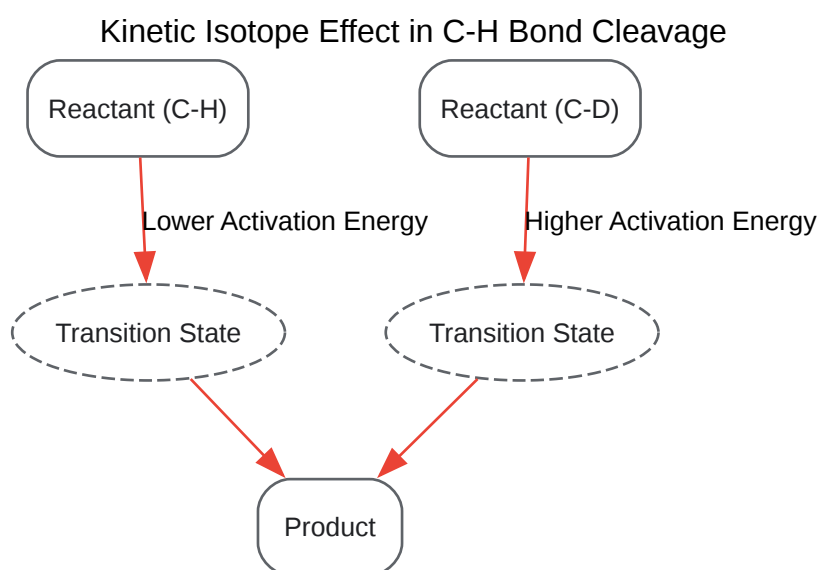 Kinetic Isotope Effect in C-H Bond Cleavage
Reactant (C-H)
Reactant (C-D)
Lower Activation Energy
Higher Activation Energy
Transition State
Transition State
Product